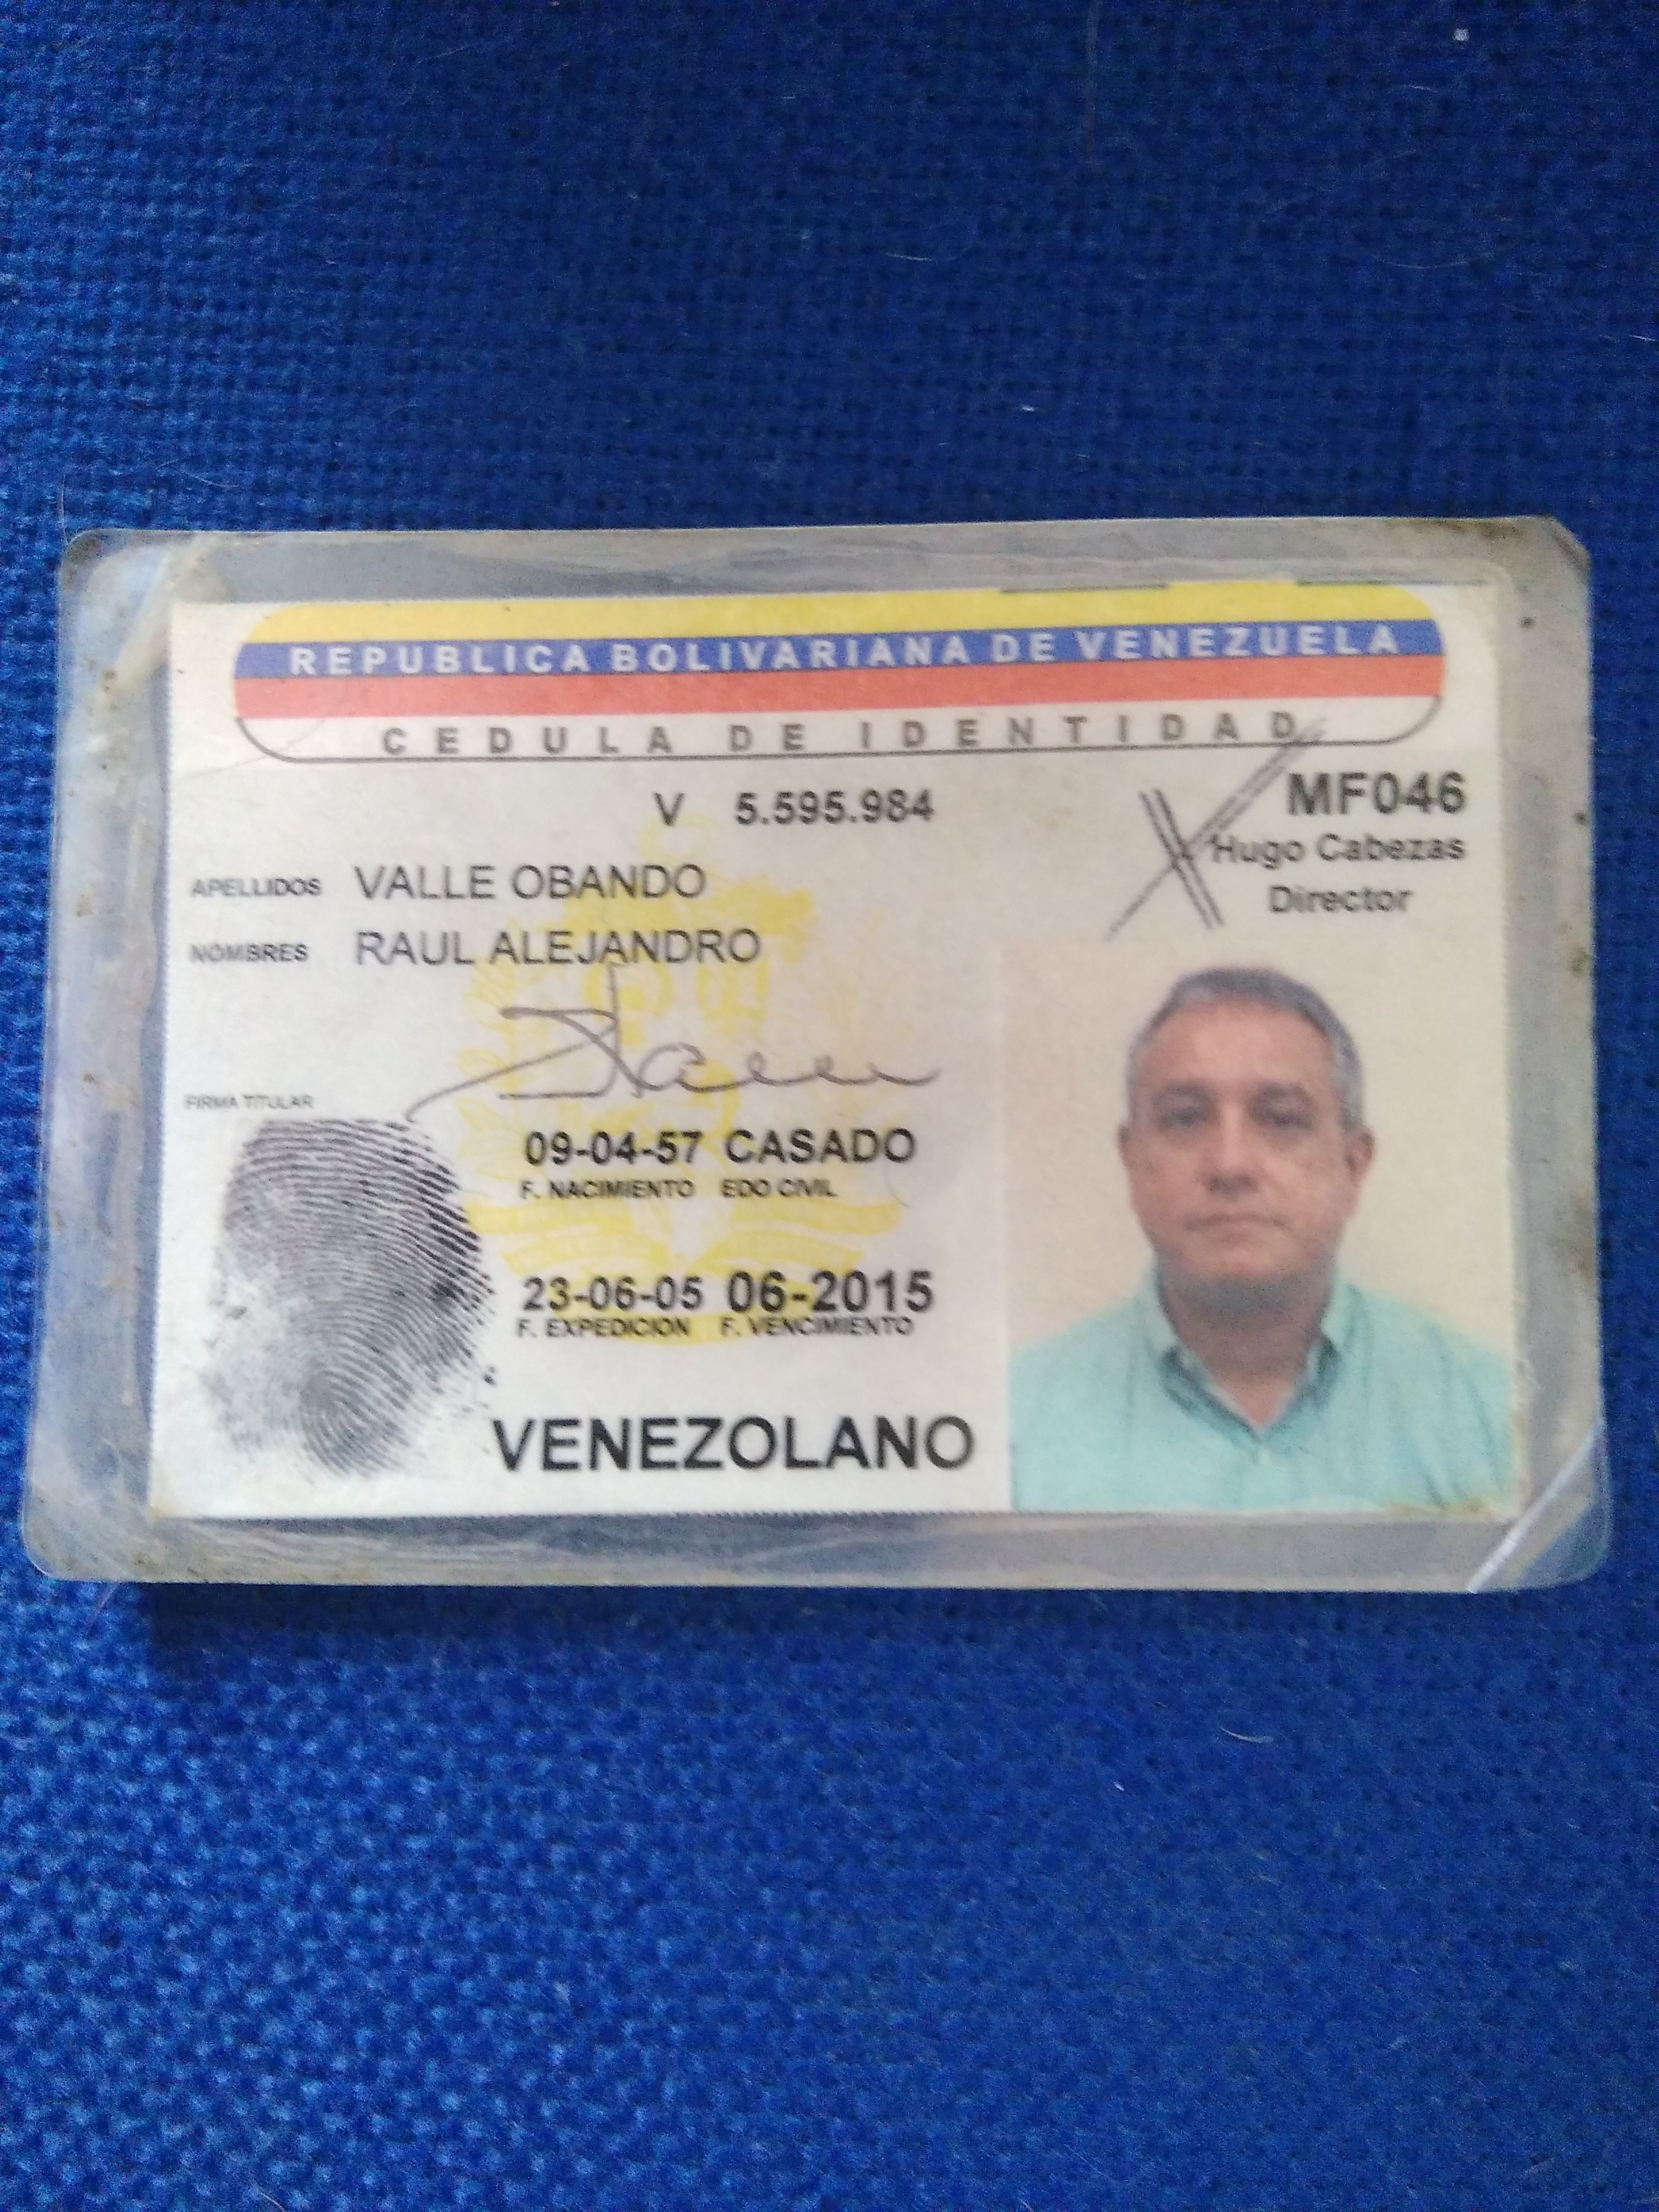 REPUBLICA BOLIVARIANA DE VENEZUELA
CEDULA DE IDENTIDAD
V 5.595.984
MF046
Hugo Cabezas
Director
APELLIDOS VALLE OBANDO
NOMBRES RAUL ALEJANDRO
FIRMA TITULAR
09-04-57 CASADO
F. NACIMIENTO EDO CIVIL
23-06-05 06-2015
F. EXPEDICION F. VENCIMIENTO
VENEZOLANO